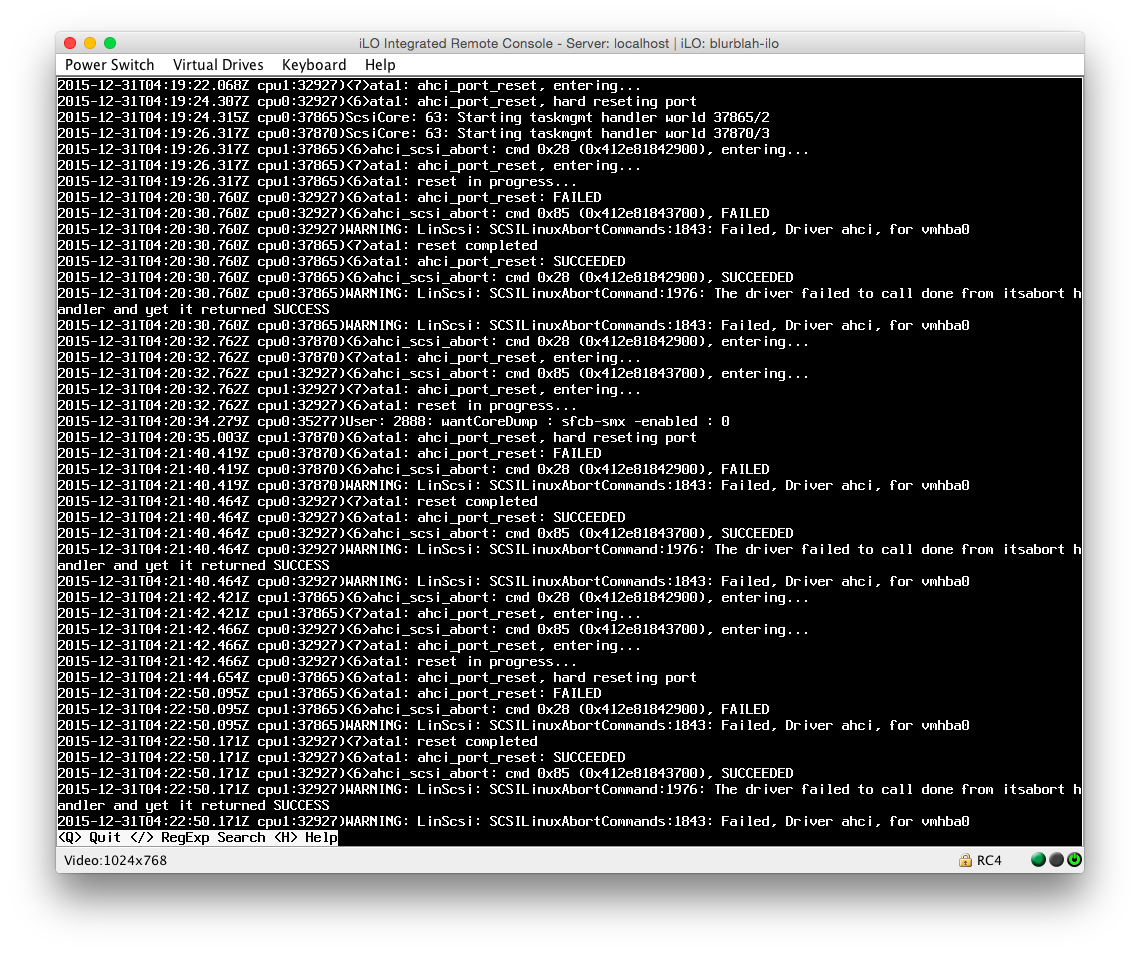 iLO Integrated Remote Console - Server: localhost | iLO: blurblah-ilo
Power Switch Virtual Drives Keyboard Help
2015-12-31T04:19:22.068Z cpu1:32927)<7>ata1: ahci_port_reset, entering...
2015-12-31T04:19:24.307Z cpu0:32927)<6>ata1: ahci_port_reset, hard reseting port
2015-12-31T04:19:24.315Z cpu0:37865)ScsiCore: 63: Starting taskmgmt handler world 37865/2
2015-12-31T04:19:26.317Z cpu0:37870)ScsiCore: 63: Starting taskmgmt handler world 37870/3
2015-12-31T04:19:26.317Z cpu1:37865)<6>ahci_scsi_abort: cmd 0x28 (0x412e81842900), entering...
2015-12-31T04:19:26.317Z cpu1:37865)<7>ata1: ahci_port_reset, entering...
2015-12-31T04:19:26.317Z cpu1:37865)<6>ata1: reset in progress...
2015-12-31T04:20:30.760Z cpu0:32927)<6>ata1: ahci_port_reset: FAILED
2015-12-31T04:20:30.760Z cpu0:32927)<6>ahci_scsi_abort: cmd 0x85 (0x412e81843700), FAILED
2015-12-31T04:20:30.760Z cpu0:32927)WARNING: LinScsi: SCSILinuxAbortCommands:1843: Failed, Driver ahci, for vmhba0
2015-12-31T04:20:30.760Z cpu0:37865)<7>ata1: reset completed
2015-12-31T04:20:30.760Z cpu0:37865)<6>ata1: ahci_port_reset: SUCCEEDED
2015-12-31T04:20:30.760Z cpu0:37865)<6>ahci_scsi_abort: cmd 0x28 (0x412e81842900), SUCCEEDED
2015-12-31T04:20:30.760Z cpu0:37865)WARNING: LinScsi: SCSILinuxAbortCommand:1976: The driver failed to call done from itsabort h
andler and yet it returned SUCCESS
2015-12-31T04:20:30.760Z cpu0:37865)WARNING: LinScsi: SCSILinuxAbortCommands:1843: Failed, Driver ahci, for vmhba0
2015-12-31T04:20:32.762Z cpu0:37870)<6>ahci_scsi_abort: cmd 0x28 (0x412e81842900), entering...
2015-12-31T04:20:32.762Z cpu0:37870)<7>ata1: ahci_port_reset, entering...
2015-12-31T04:20:32.762Z cpu1:32927)<6>ahci_scsi_abort: cmd 0x85 (0x412e81843700), entering...
2015-12-31T04:20:32.762Z cpu1:32927)<7>ata1: ahci_port_reset, entering...
2015-12-31T04:20:32.762Z cpu1:32927)<6>ata1: reset in progress...
2015-12-31T04:20:34.279Z cpu0:35277)User: 2888: wantCoreDump : sfcb-smx -enabled : 0
2015-12-31T04:20:35.003Z cpu1:37870)<6>ata1: ahci_port_reset, hard reseting port
2015-12-31T04:21:40.419Z cpu0:37870)<6>ata1: ahci_port_reset: FAILED
2015-12-31T04:21:40.419Z cpu0:37870)<6>ahci_scsi_abort: cmd 0x28 (0x412e81842900), FAILED
2015-12-31T04:21:40.419Z cpu0:37870)WARNING: LinScsi: SCSILinuxAbortCommands:1843: Failed, Driver ahci, for vmhba0
2015-12-31T04:21:40.464Z cpu0:32927)<7>ata1: reset completed
2015-12-31T04:21:40.464Z cpu0:32927)<6>ata1: ahci_port_reset: SUCCEEDED
2015-12-31T04:21:40.464Z cpu0:32927)<6>ahci_scsi_abort: cmd 0x85 (0x412e81843700), SUCCEEDED
2015-12-31T04:21:40.464Z cpu0:32927)WARNING: LinScsi: SCSILinuxAbortCommand:1976: The driver failed to call done from itsabort h
andler and yet it returned SUCCESS
2015-12-31T04:21:40.464Z cpu0:32927)WARNING: LinScsi: SCSILinuxAbortCommands:1843: Failed, Driver ahci, for vmhba0
2015-12-31T04:21:42.421Z cpu1:37865)<6>ahci_scsi_abort: cmd 0x28 (0x412e81842900), entering...
2015-12-31T04:21:42.421Z cpu1:37865)<7>ata1: ahci_port_reset, entering...
2015-12-31T04:21:42.466Z cpu0:32927)<6>ahci_scsi_abort: cmd 0x85 (0x412e81843700), entering...
2015-12-31T04:21:42.466Z cpu0:32927)<7>ata1: ahci_port_reset, entering...
2015-12-31T04:21:42.466Z cpu0:32927)<6>ata1: reset in progress...
2015-12-31T04:21:44.654Z cpu0:37865)<6>ata1: ahci_port_reset, hard reseting port
2015-12-31T04:22:50.095Z cpu1:37865)<6>ata1: ahci_port_reset: FAILED
2015-12-31T04:22:50.095Z cpu1:37865)<6>ahci_scsi_abort: cmd 0x28 (0x412e81842900), FAILED
2015-12-31T04:22:50.095Z cpu1:37865)WARNING: LinScsi: SCSILinuxAbortCommands:1843: Failed, Driver ahci, for vmhba0
2015-12-31T04:22:50.171Z cpu1:32927)<7>ata1: reset completed
2015-12-31T04:22:50.171Z cpu1:32927)<6>ata1: ahci_port_reset: SUCCEEDED
2015-12-31T04:22:50.171Z cpu1:32927)<6>ahci_scsi_abort: cmd 0x85 (0x412e81843700), SUCCEEDED
2015-12-31T04:22:50.171Z cpu1:32927)WARNING: LinScsi: SCSILinuxAbortCommand:1976: The driver failed to call done from itsabort h
andler and yet it returned SUCCESS
2015-12-31T04:22:50.171Z cpu1:32927)WARNING: LinScsi: SCSILinuxAbortCommands:1843: Failed, Driver ahci, for vmhba0
<Q> Quit </> RegExp Search <H> Help
Video:1024x768 RC4